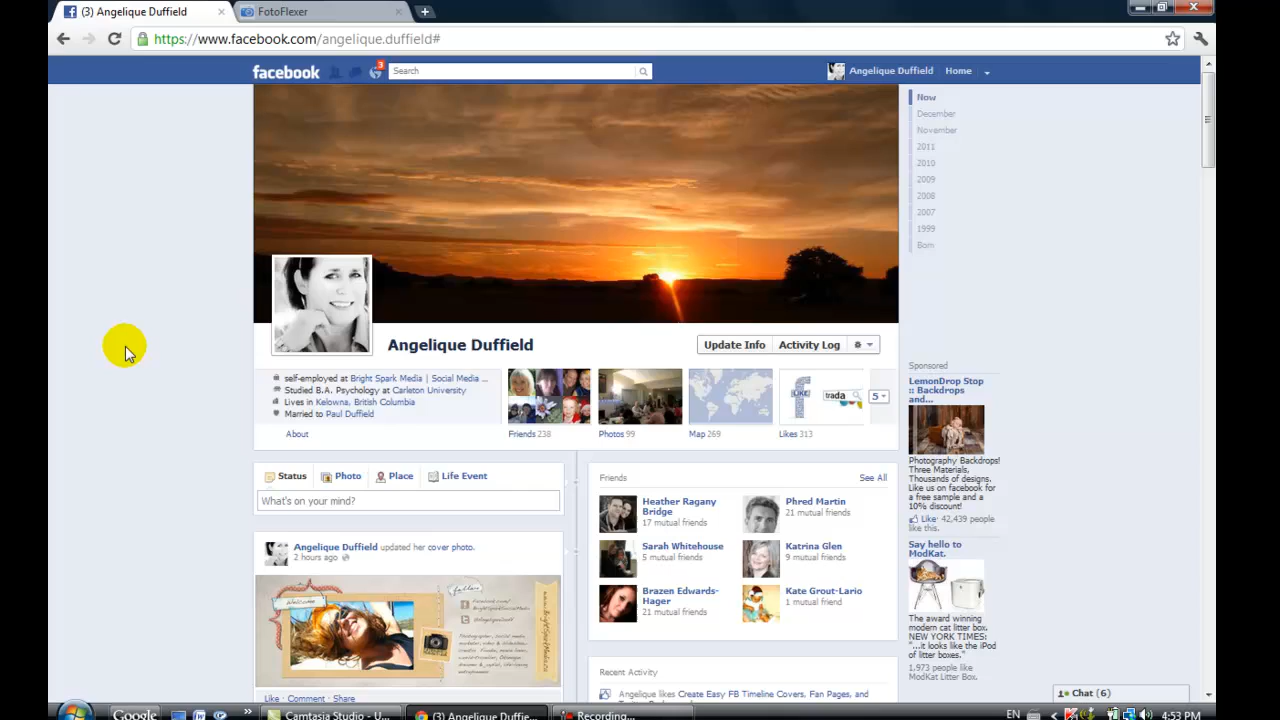 (3) Angelique Duffield
FotoFlexer
https://www.facebook.com/angelique.duffield#
facebook
3
Search
Angelique Duffield
Home
Now
December
November
2011
2010
2009
2008
2007
1999
Born
Angelique Duffield
Update Info
Activity Log
self-employed at Bright Spark Media | Social Media ...
Studied B.A. Psychology at Carleton University
Lives in Kelowna, British Columbia
Married to Paul Duffield
About
Friends 238
Photos 99
Map 269
LIKE
trada
Likes 313
5
Sponsored
LemonDrop Stop
:: Backdrops
and...
Photography Backdrops!
Three Materials,
Thousands of designs.
Like us on facebook for
a free sample and a
10% discount!
Like · 42,439 people
like this.
Say hello to
ModKat.
The award winning
modern cat litter box.
NEW YORK TIMES:
"...it looks like the iPod
of litter boxes."
1,973 people like
ModKat Litter Box.
Status
Photo
Place
Life Event
What's on your mind?
Angelique Duffield updated her cover photo.
2 hours ago
Welcome
follow
Like · Comment · Share
Friends
See All
Heather Ragany
Bridge
17 mutual friends
Phred Martin
21 mutual friends
Sarah Whitehouse
5 mutual friends
Katrina Glen
9 mutual friends
Brazen Edwards-
Hager
21 mutual friends
Kate Grout-Lario
1 mutual friend
Recent Activity
Angelique likes Create Easy FB Timeline Covers, Fan Pages, and
Chat (6)
Google
Camtasia Studio - U...
(3) Angelique Duffie...
Recording...
EN
4:53 PM